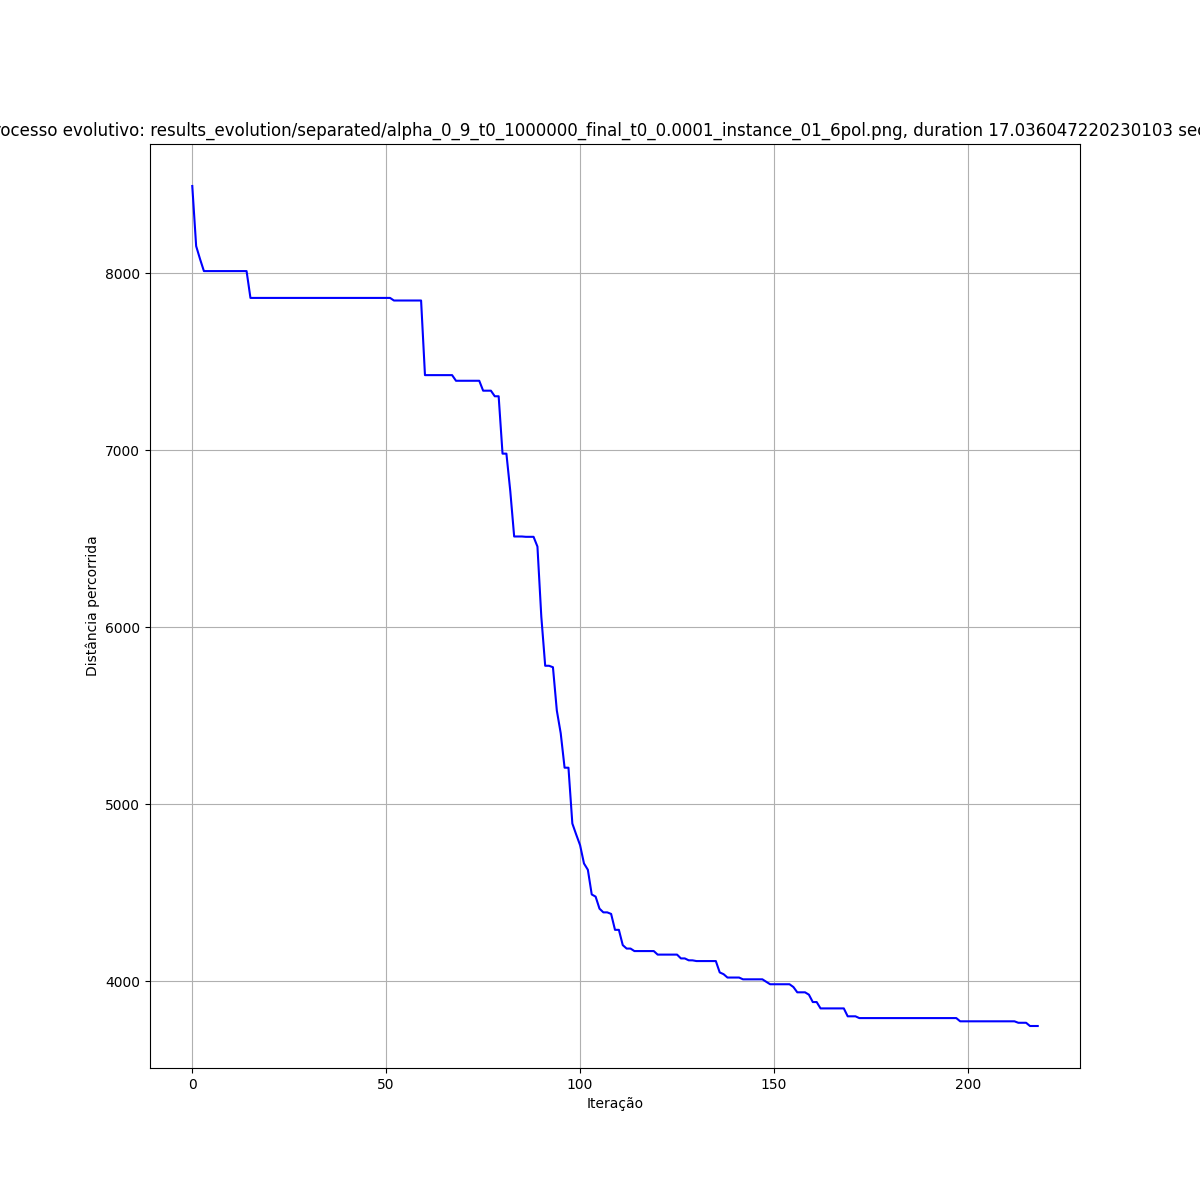 ocesso evolutivo: results_evolution/separated/alpha_0_9_t0_1000000_final_t0_0.0001_instance_01_6pol.png, duration 17.036047220230103
8000
7000
6000
5000
4000
Distância percorrida
0 50 100 150 200
Iteração